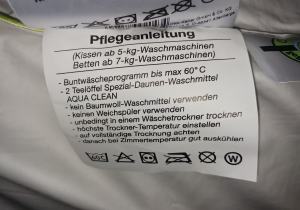 Pflegeanleitung
(Kissen ab 5-kg-Waschmaschinen
Betten ab 7-kg-Waschmaschinen)
- Buntwäscheprogramm bis max 60° C
- 2 Teelöffel Spezial-Daunen-Waschmittel
AQUA CLEAN
- kein Baumwoll-Waschmittel verwenden
- keinen Weichspüler verwenden
- unbedingt in einem Wäschetrockner trocknen
- höchste Trockner-Temperatur einstellen
- auf vollständige Trocknung achten
- danach bei Zimmertemperatur gut auskühlen
60C
W